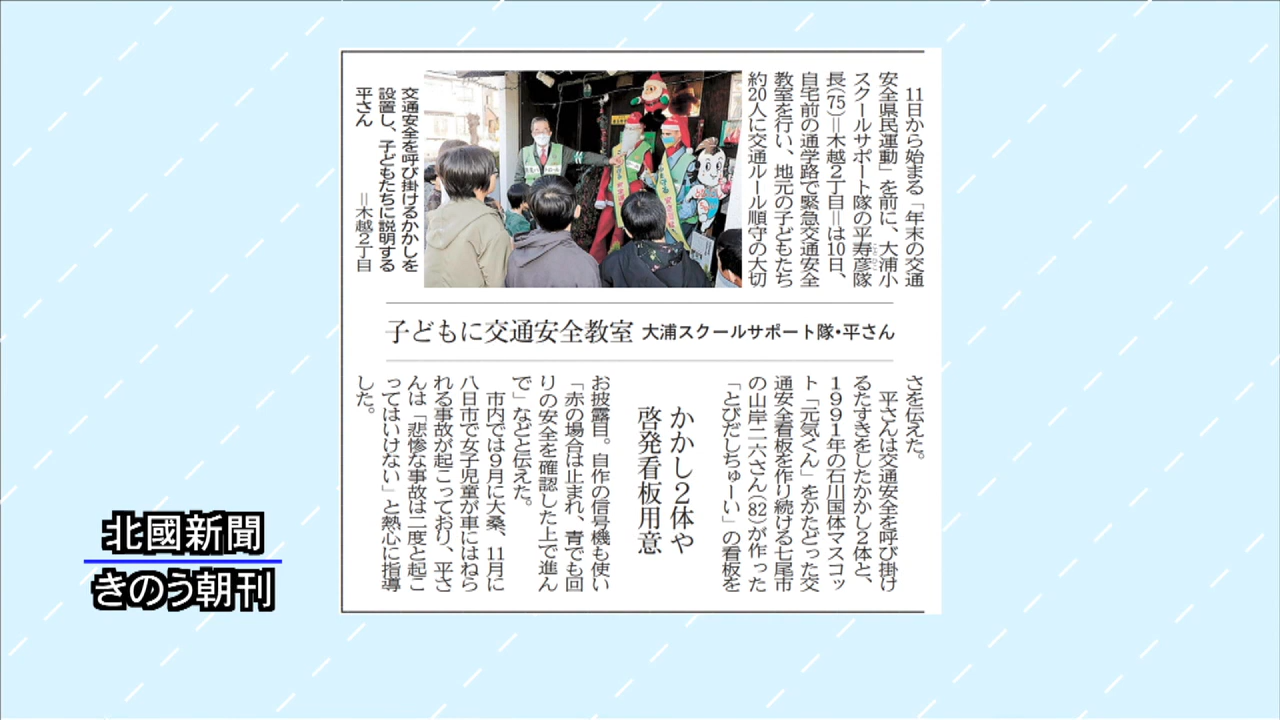 11日から始まる「年末の交通
安全県民運動」を前に、大浦小
スクールサポート隊の平寿彦隊
長(75)=木越2丁目=は10日、
自宅前の通学路で緊急交通安全
教室を行い、地元の子どもたち
約20人に交通ルール順守の大切
交通安全を呼び掛けるかかしを
設置し、子どもたちに説明する
平さん =木越2丁目
子どもに交通安全教室 大浦スクールサポート隊・平さん
さを伝えた。
平さんは交通安全を呼び掛け
るたすきをしたかかし2体と、
1991年の石川国体マスコッ
ト「元気くん」をかたどった交
通安全看板を作り続ける七尾市
の山岸二六さん(82)が作った
「とびだしちゅーい」の看板を
かかし2体や
啓発看板用意
お披露目。自作の信号機も使い
「赤の場合は止まれ、青でも回
りの安全を確認した上で進ん
で」などと伝えた。
市内では9月に大桑、11月に
八日市で女子児童が車にはねら
れる事故が起こっており、平さ
んは「悲惨な事故は二度と起こ
ってはいけない」と熱心に指導
した。
北國新聞
きのう朝刊